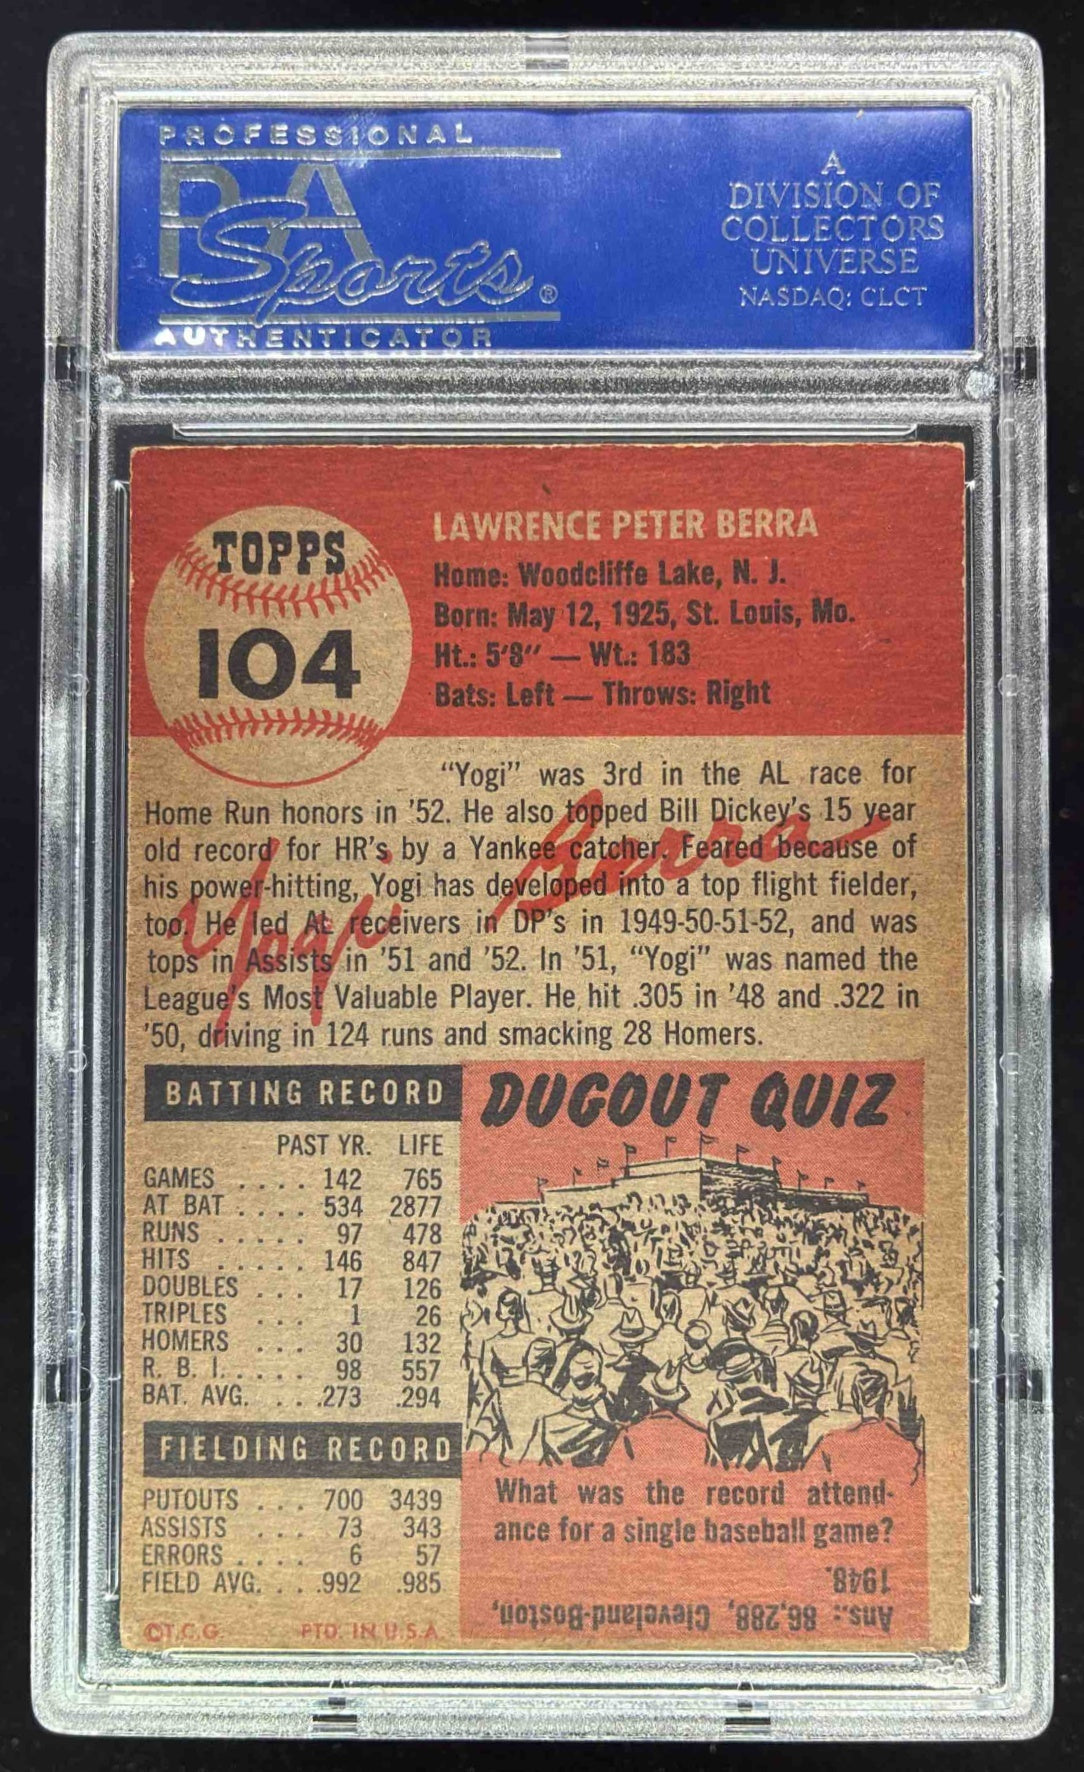 PROFESSIONAL
PSA
Sports®
AUTHENTICATOR
A
DIVISION OF
COLLECTORS
UNIVERSE
NASDAQ: CLCT
TOPPS
104
LAWRENCE PETER BERRA
Home: Woodcliffe Lake, N. J.
Born: May 12, 1925, St. Louis, Mo.
Ht.: 5'8" — Wt.: 183
Bats: Left — Throws: Right
"Yogi" was 3rd in the AL race for
Home Run honors in '52. He also topped Bill Dickey's 15 year
old record for HR's by a Yankee catcher. Feared because of
his power-hitting, Yogi has developed into a top flight fielder,
too. He led AL receivers in DP's in 1949-50-51-52, and was
tops in Assists in '51 and '52. In '51, "Yogi" was named the
League's Most Valuable Player. He hit .305 in '48 and .322 in
'50, driving in 124 runs and smacking 28 Homers.
Yogi Berra
BATTING RECORD
PAST YR. LIFE
GAMES .... 142 765
AT BAT .... 534 2877
RUNS ..... 97 478
HITS ..... 146 847
DOUBLES ... 17 126
TRIPLES ... 1 26
HOMERS ... 30 132
R. B. I. .... 98 557
BAT. AVG. ... .273 .294
FIELDING RECORD
PUTOUTS ... 700 3439
ASSISTS ... 73 343
ERRORS .... 6 57
FIELD AVG. ... .992 .985
©T.C.G. PTD. IN U.S.A.
DUGOUT QUIZ
What was the record attend-
ance for a single baseball game?
Ans.: 86,288, Cleveland-Boston,
1948.